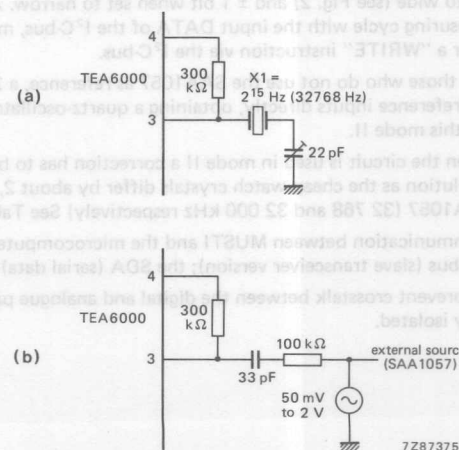 4
TEA6000
300
kΩ
X1 =
2¹⁵ Hz (32768 Hz)
(a)
3
22 pF
4
TEA6000
300
kΩ
100 kΩ
(b)
3
external sourc
(SAA1057)
33 pF
50 mV
to 2 V
7Z87375